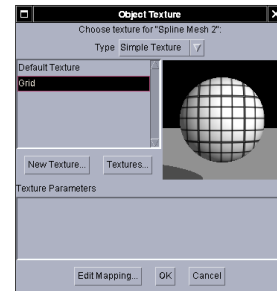 Object Texture
Choose texture for "Spline Mesh 2":
Type Simple Texture
Default Texture
Grid
New Texture... Textures...
Texture Parameters
Edit Mapping... OK Cancel